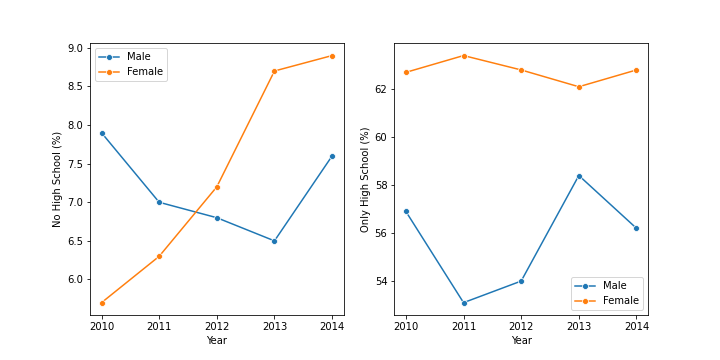 No High School (%)
9.0
8.5
8.0
7.5
7.0
6.5
6.0
Male
Female
2010 2011 2012 2013 2014
Year
Only High School (%)
62
60
58
56
54
Male
Female
2010 2011 2012 2013 2014
Year